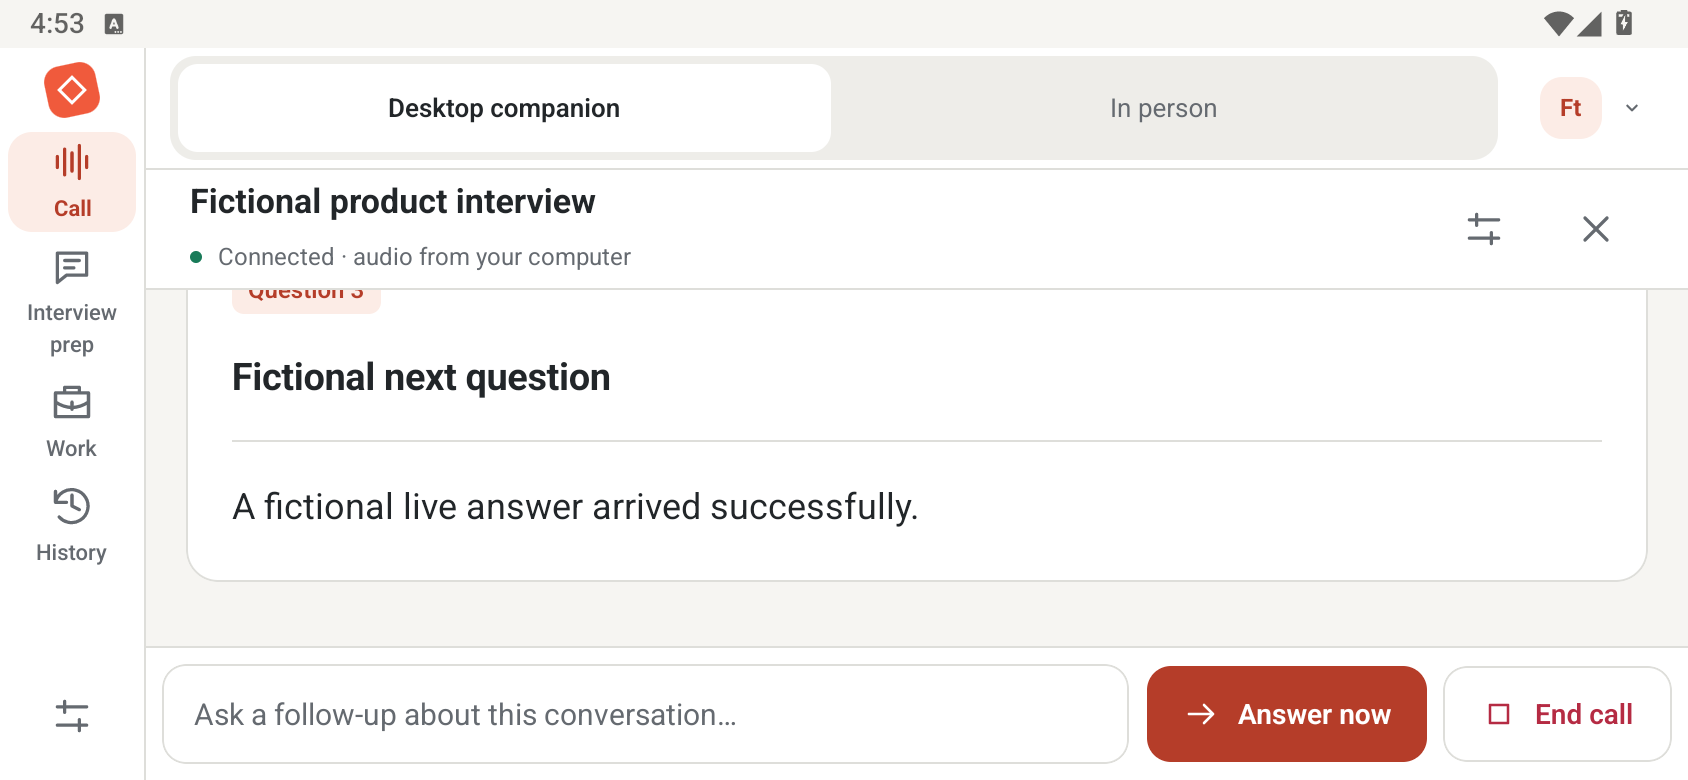 4:53
A
Desktop companion
In person
Ft
Call
Interview
prep
Work
History
Fictional product interview
Connected · audio from your computer
Question 3
Fictional next question
A fictional live answer arrived successfully.
Ask a follow-up about this conversation...
Answer now
End call